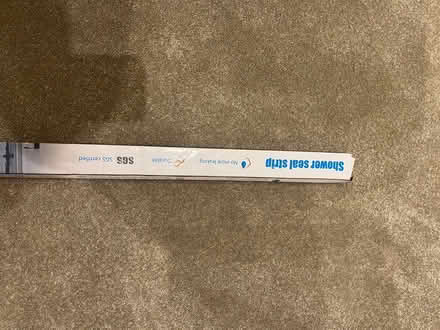 Shower seal strip
No more leaking
Durable
SGS SGS certified